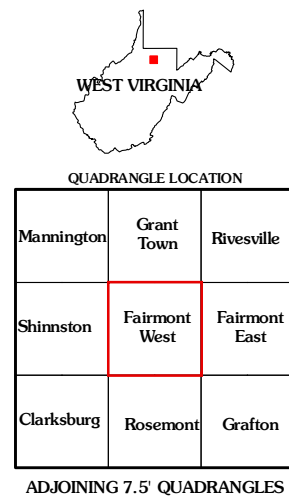 WEST VIRGINIA
QUADRANGLE LOCATION
Mannington
Grant
Town
Rivesville
Shinnston
Fairmont
West
Fairmont
East
Clarksburg
Rosemont
Grafton
ADJOINING 7.5' QUADRANGLES